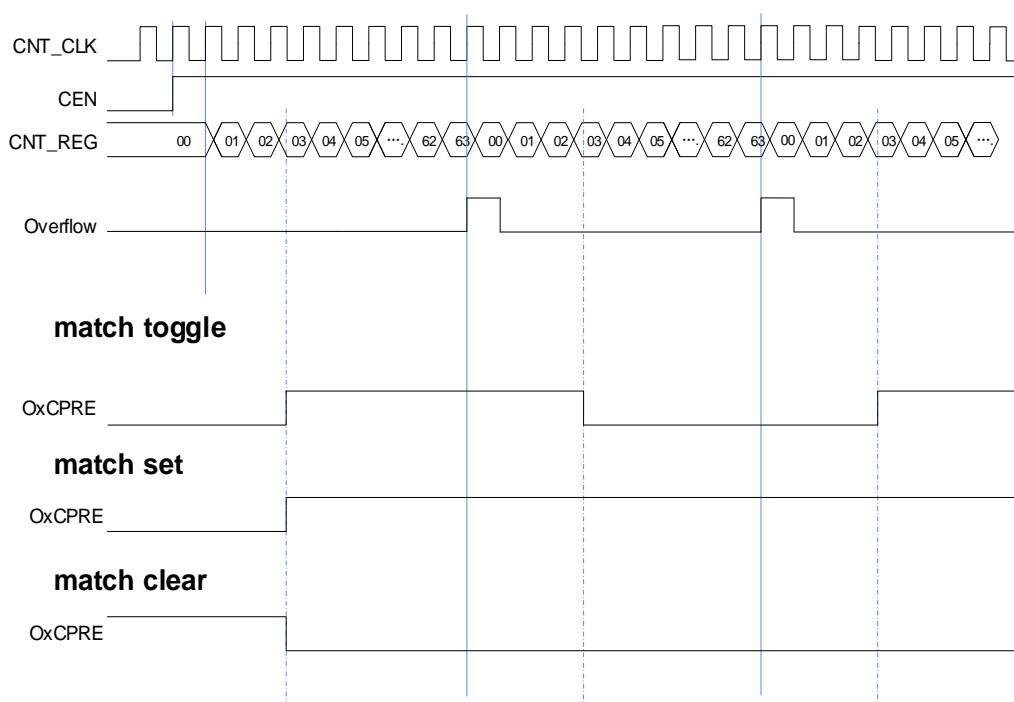 CNT_CLK
CEN
CNT_REG 00 01 02 03 04 05 ···. 62 63 00 01 02 03 04 05 ···. 62 63 00 01 02 03 04 05 ···.
Overflow
match toggle
OxCPRE
match set
OxCPRE
match clear
OxCPRE